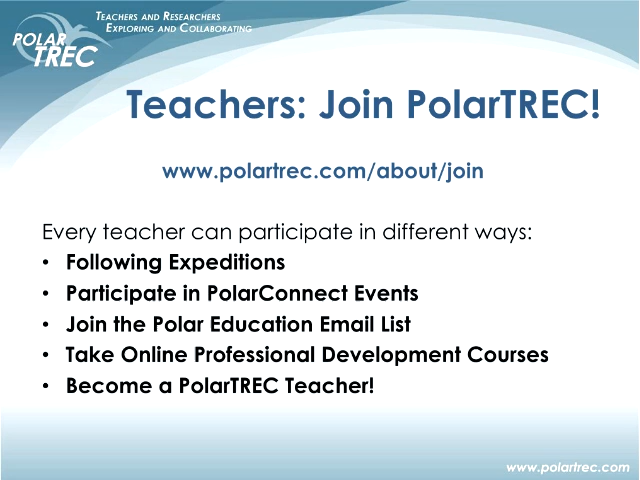 Teachers and Researchers
Exploring and Collaborating
POLAR
TREC
Teachers: Join PolarTREC!
www.polartrec.com/about/join
Every teacher can participate in different ways:
• Following Expeditions
• Participate in PolarConnect Events
• Join the Polar Education Email List
• Take Online Professional Development Courses
• Become a PolarTREC Teacher!
www.polartrec.com